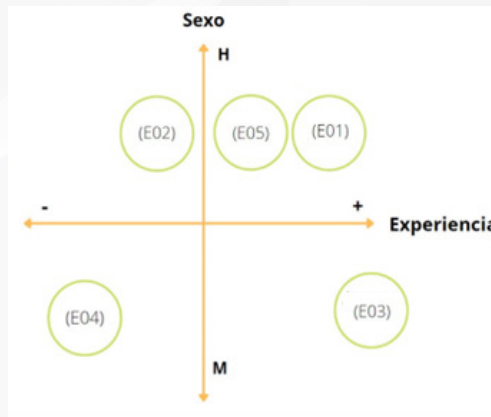 Sexo
H
(E02)
(E05)
(E01)
-
+
Experiencia
(E04)
(E03)
M